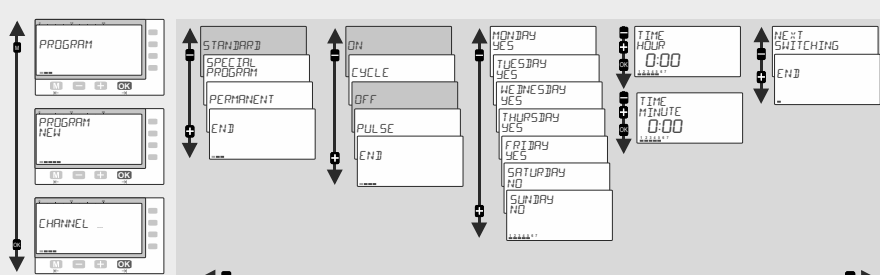 PROGRAM
M
OK
PROGRAM
NEW
M
OK
CHANNEL _
M
OK
STANDARD
SPECIAL
PROGRAM
PERMANENT
END
ON
CYCLE
OFF
PULSE
END
MONDAY
YES
TUESDAY
YES
WEDNESDAY
YES
THURSDAY
YES
FRIDAY
YES
SATURDAY
NO
SUNDAY
NO
TIME
HOUR
0:00
OK
TIME
MINUTE
0:00
OK
NEXT
SWITCHING
END